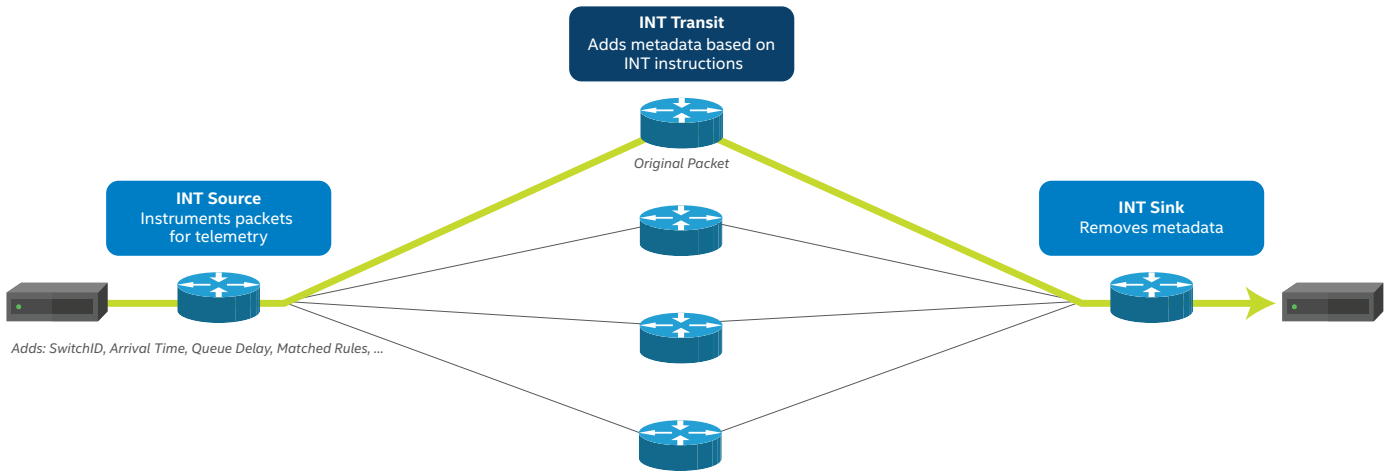 INT Transit
Adds metadata based on
INT instructions
Original Packet
INT Source
Instruments packets
for telemetry
INT Sink
Removes metadata
Adds: SwitchID, Arrival Time, Queue Delay, Matched Rules, ...